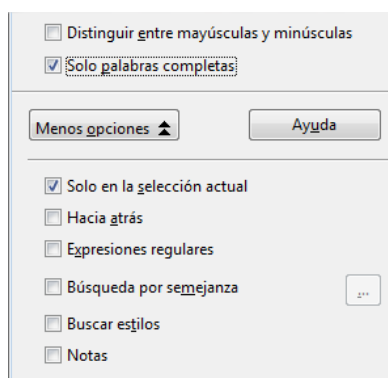 Distinguir entre mayúsculas y minúsculas
Solo palabras completas
Menos opciones
Ayuda
Solo en la selección actual
Hacia atrás
Expresiones regulares
Búsqueda por semejanza
...
Buscar estilos
Notas